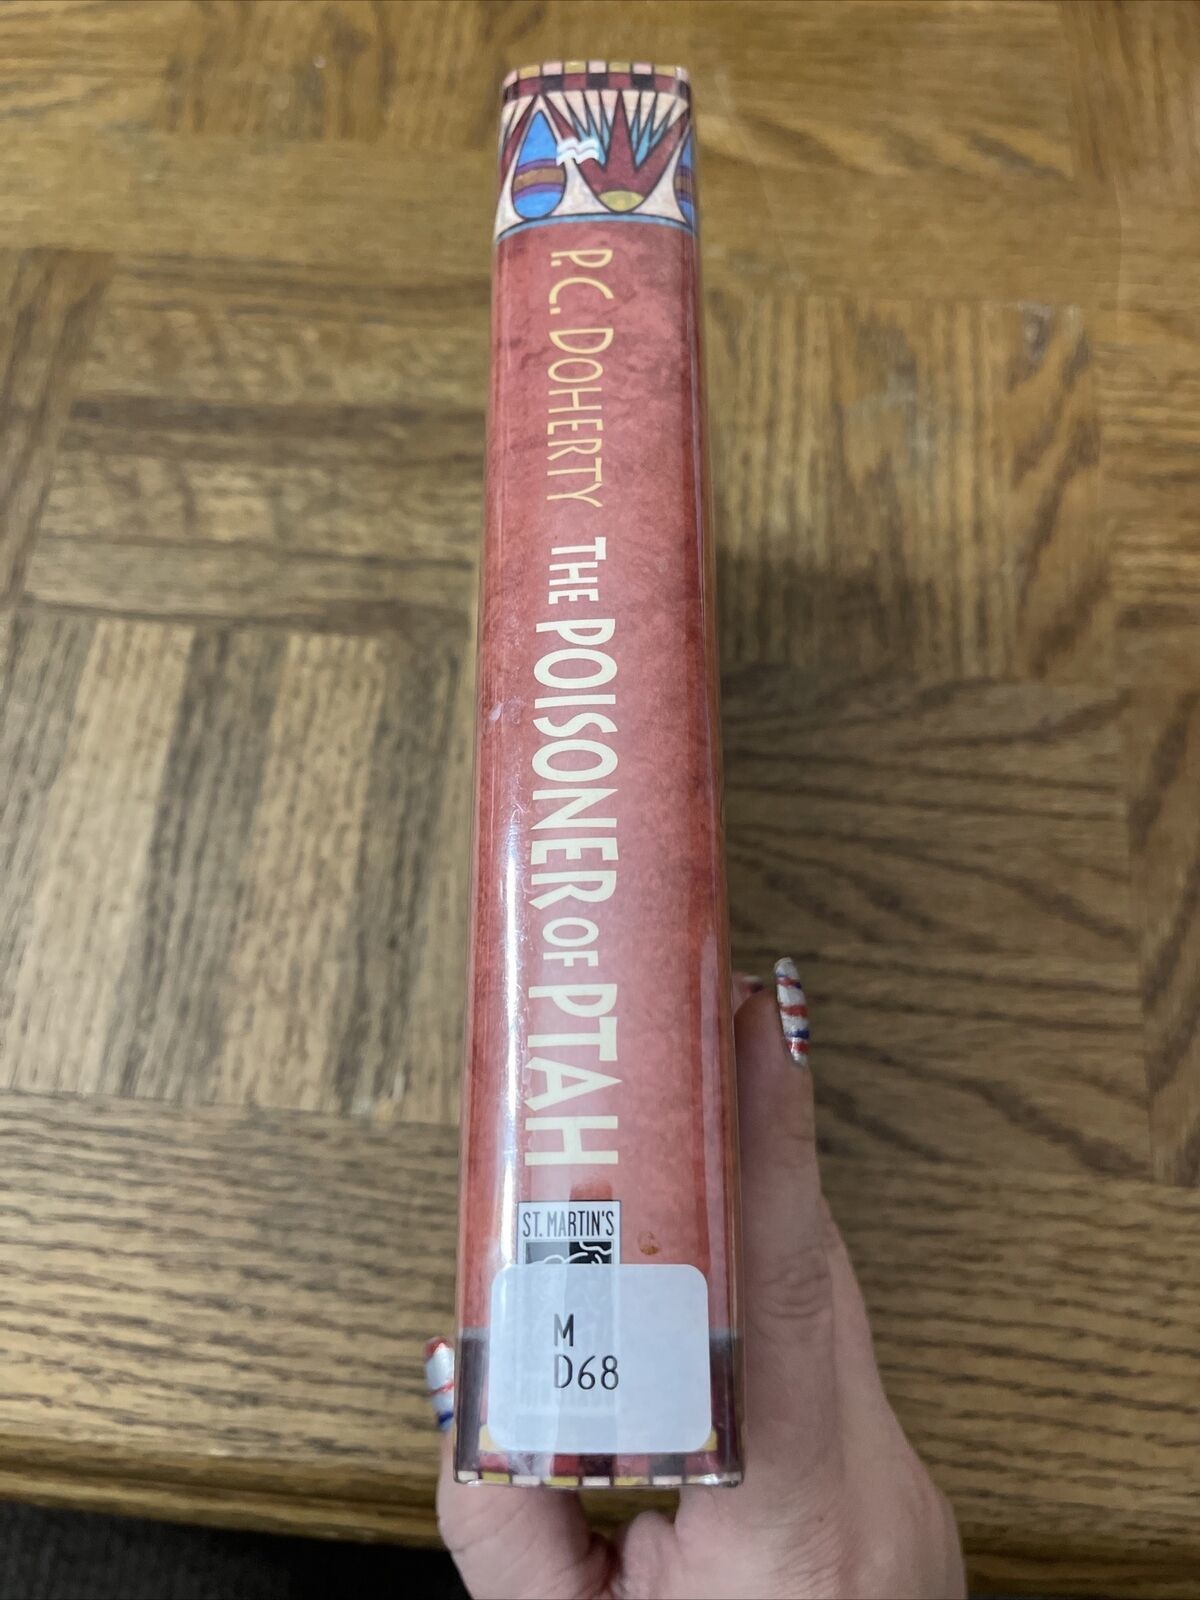 P.C. DOHERTY THE POISONER OF PTAH
ST. MARTIN'S
M
D68